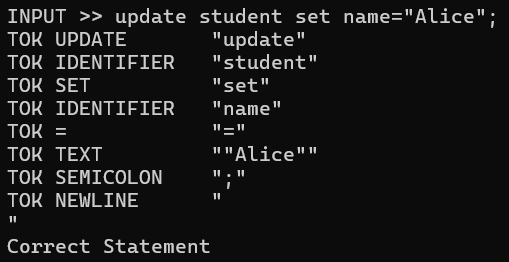 INPUT >> update student set name="Alice";
TOK UPDATE "update"
TOK IDENTIFIER "student"
TOK SET "set"
TOK IDENTIFIER "name"
TOK = "="
TOK TEXT ""Alice""
TOK SEMICOLON ";"
TOK NEWLINE "
"
Correct Statement